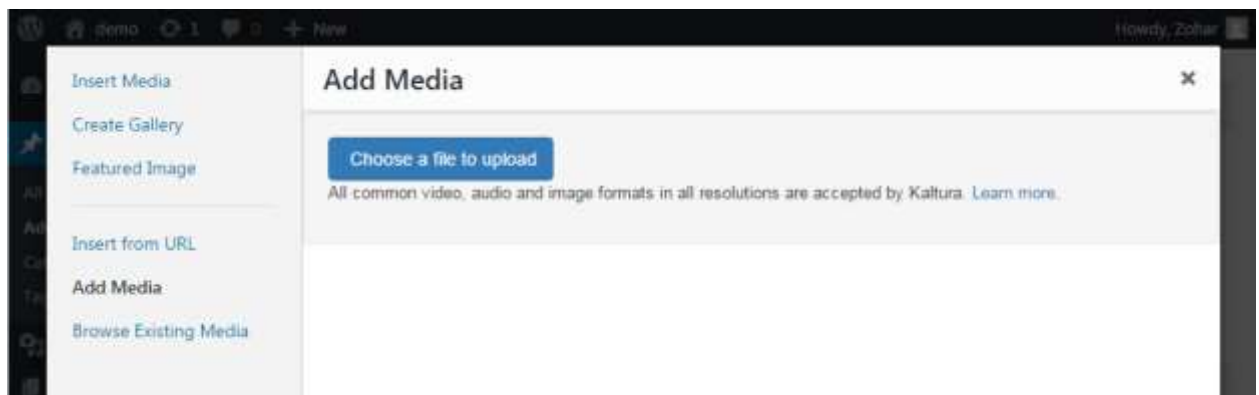 demo 1 0 New Howdy, Zohar
Insert Media
Create Gallery
Featured Image
Insert from URL
Add Media
Browse Existing Media
Add Media ×
Choose a file to upload
All common video, audio and image formats in all resolutions are accepted by Kaltura. Learn more.
All